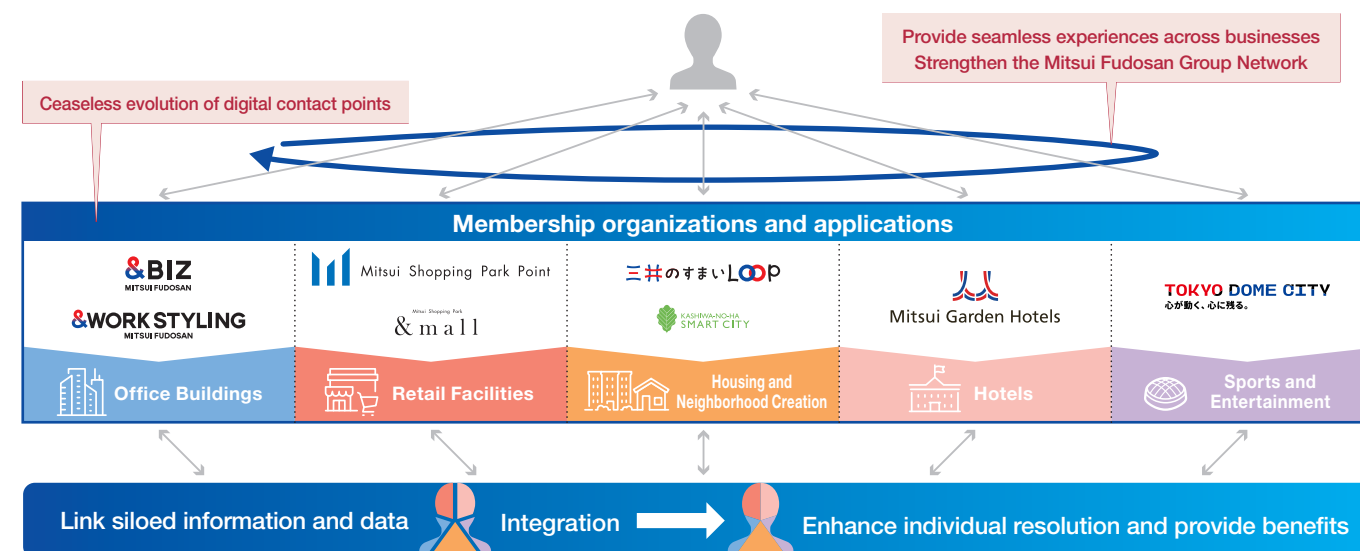 Provide seamless experiences across businesses
Strengthen the Mitsui Fudosan Group Network
Ceaseless evolution of digital contact points
Membership organizations and applications
&BIZ
MITSUI FUDOSAN
&WORK STYLING
MITSUI FUDOSAN
Mitsui Shopping Park Point
Mitsui Shopping Park
&mall
三井のすまいLOOP
KASHIWA-NO-HA
SMART CITY
Mitsui Garden Hotels
TOKYO DOME CITY
心が動く、心に残る。
Office Buildings
Retail Facilities
Housing and
Neighborhood Creation
Hotels
Sports and
Entertainment
Link siloed information and data
Integration
Enhance individual resolution and provide benefits